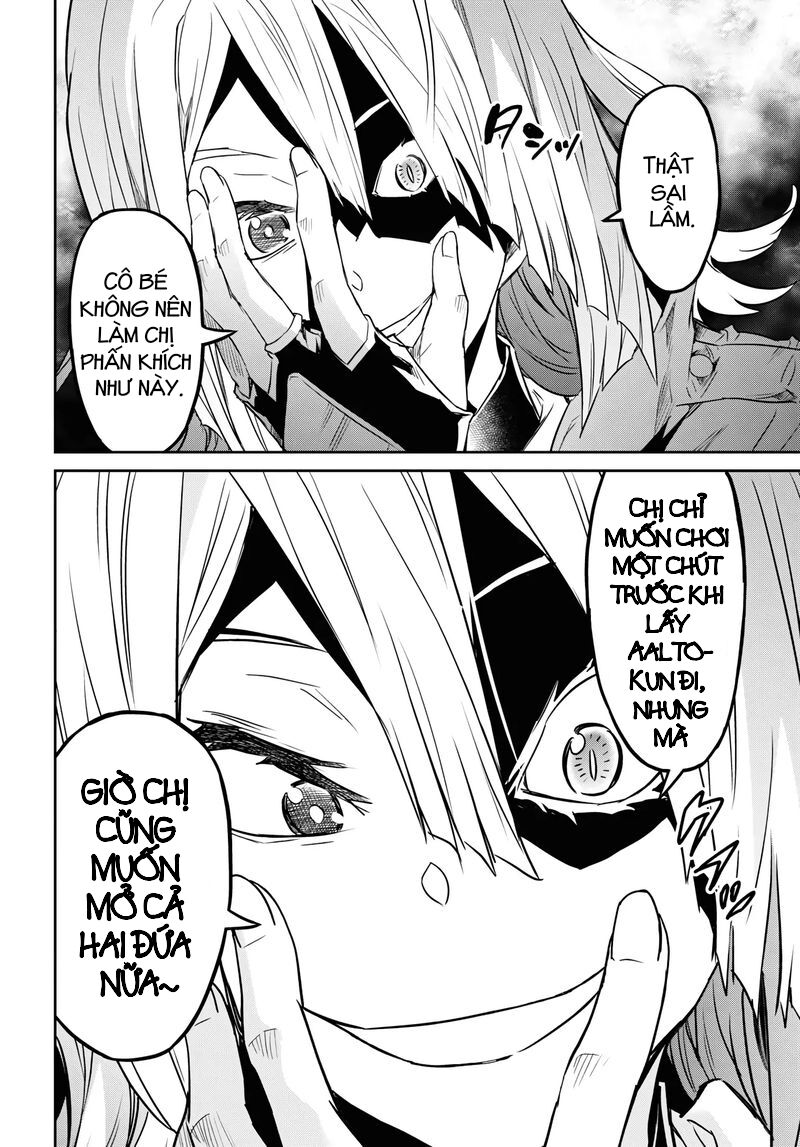 THẬT
SAI
LẦM.
CÔ BÉ
KHÔNG NÊN
LÀM CHỊ
PHẤN KHÍCH
NHƯ NÀY.
CHỊ CHỈ
MUỐN CHƠI
MỘT CHÚT
TRƯỚC KHI
LẤY
AALTO-
KUN ĐI,
NHƯNG
MÀ
GIỜ CHỊ
CŨNG
MUỐN
MỞ CẢ
HAI ĐỨA
NỮA~